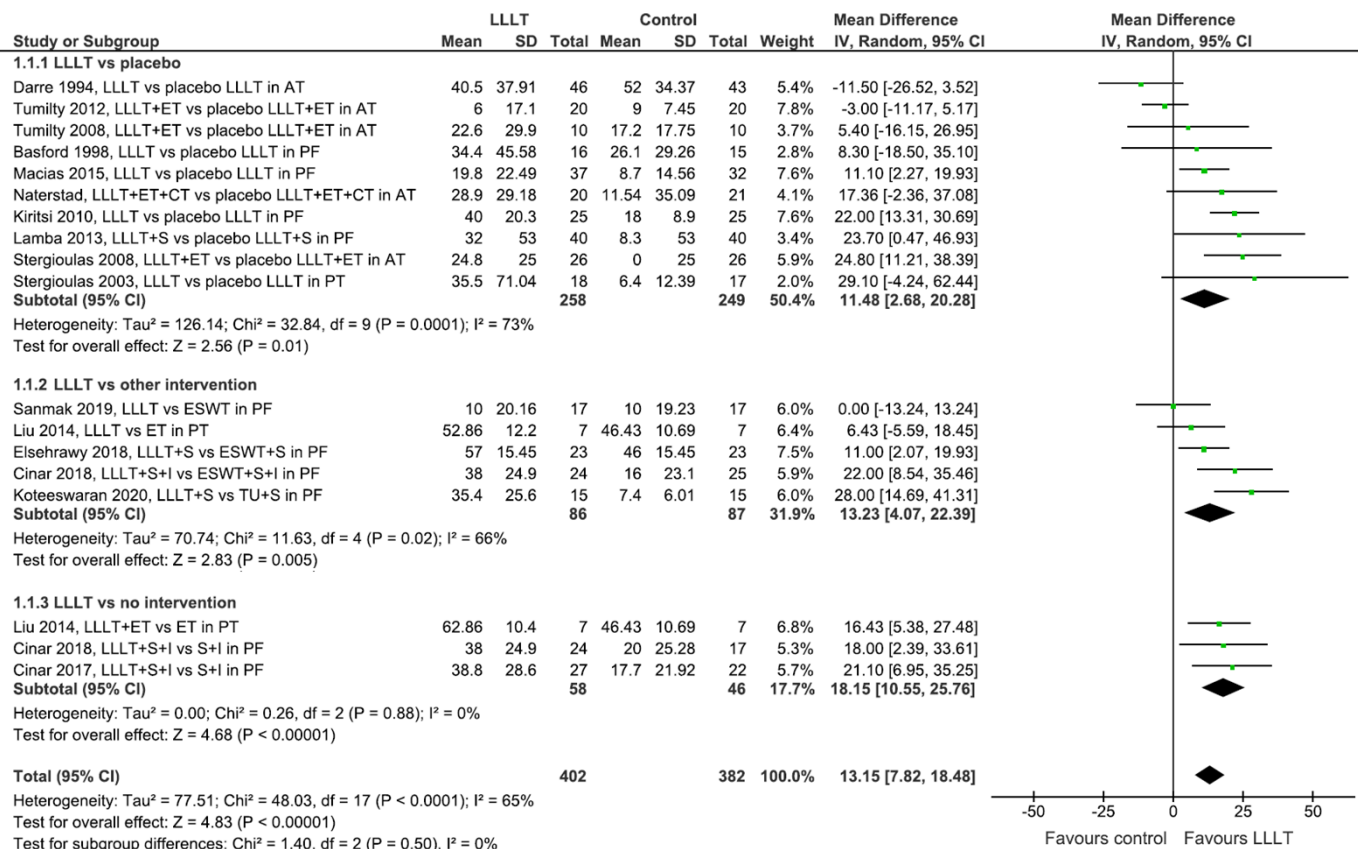 LLLT Control Mean Difference Mean Difference
Study or Subgroup Mean SD Total Mean SD Total Weight IV, Random, 95% CI IV, Random, 95% CI
1.1.1 LLLT vs placebo
Darre 1994, LLLT vs placebo LLLT in AT 40.5 37.91 46 52 34.37 43 5.4% -11.50 [-26.52, 3.52]
Tumilty 2012, LLLT+ET vs placebo LLLT+ET in AT 6 17.1 20 9 7.45 20 7.8% -3.00 [-11.17, 5.17]
Tumilty 2008, LLLT+ET vs placebo LLLT+ET in AT 22.6 29.9 10 17.2 17.75 10 3.7% 5.40 [-16.15, 26.95]
Basford 1998, LLLT vs placebo LLLT in PF 34.4 45.58 16 26.1 29.26 15 2.8% 8.30 [-18.50, 35.10]
Macias 2015, LLLT vs placebo LLLT in PF 19.8 22.49 37 8.7 14.56 32 7.5% 11.10 [2.27, 19.93]
Naterstad, LLLT+ET+CT vs placebo LLLT+ET+CT in AT 28.9 29.18 20 11.54 35.09 21 4.1% 17.36 [-2.36, 37.08]
Kiritsi 2010, LLLT vs placebo LLLT in PF 40 20.3 25 18 8.9 25 7.6% 22.00 [13.31, 30.69]
Lamba 2013, LLLT+S vs placebo LLLT+S in PF 32 53 40 8.3 53 40 3.4% 23.70 [0.47, 46.93]
Stergioulas 2008, LLLT+ET vs placebo LLLT+ET in AT 24.8 25 26 0 25 26 5.9% 24.80 [11.21, 38.39]
Stergioulas 2003, LLLT vs placebo LLLT in PT 35.5 71.04 18 6.4 12.39 17 2.0% 29.10 [-4.24, 62.44]
Subtotal (95% CI) 258 249 50.4% 11.48 [2.68, 20.28]
Heterogeneity: Tau² = 126.14; Chi² = 32.84, df = 9 (P = 0.0001); I² = 73%
Test for overall effect: Z = 2.56 (P = 0.01)
1.1.2 LLLT vs other intervention
Sanmak 2019, LLLT vs ESWT in PF 10 20.16 17 10 19.23 17 6.0% 0.00 [-13.24, 13.24]
Liu 2014, LLLT vs ET in PT 52.86 12.2 7 46.43 10.69 7 6.4% 6.43 [-5.59, 18.45]
Elsehrawy 2018, LLLT+S vs ESWT+S in PF 57 15.45 23 46 15.45 23 7.5% 11.00 [2.07, 19.93]
Cinar 2018, LLLT+S+I vs ESWT+S+I in PF 38 24.9 24 16 23.1 25 5.9% 22.00 [8.54, 35.46]
Koteeswaran 2020, LLLT+S vs TU+S in PF 35.4 25.6 15 7.4 6.01 15 6.0% 28.00 [14.69, 41.31]
Subtotal (95% CI) 86 87 31.9% 13.23 [4.07, 22.39]
Heterogeneity: Tau² = 70.74; Chi² = 11.63, df = 4 (P = 0.02); I² = 66%
Test for overall effect: Z = 2.83 (P = 0.005)
1.1.3 LLLT vs no intervention
Liu 2014, LLLT+ET vs ET in PT 62.86 10.4 7 46.43 10.69 7 6.8% 16.43 [5.38, 27.48]
Cinar 2018, LLLT+S+I vs S+I in PF 38 24.9 24 20 25.28 17 5.3% 18.00 [2.39, 33.61]
Cinar 2017, LLLT+S+I vs S+I in PF 38.8 28.6 27 17.7 21.92 22 5.7% 21.10 [6.95, 35.25]
Subtotal (95% CI) 58 46 17.7% 18.15 [10.55, 25.76]
Heterogeneity: Tau² = 0.00; Chi² = 0.26, df = 2 (P = 0.88); I² = 0%
Test for overall effect: Z = 4.68 (P < 0.00001)
Total (95% CI) 402 382 100.0% 13.15 [7.82, 18.48]
Heterogeneity: Tau² = 77.51; Chi² = 48.03, df = 17 (P < 0.0001); I² = 65%
Test for overall effect: Z = 4.83 (P < 0.00001)
Test for subgroup differences: Chi² = 1.40, df = 2 (P = 0.50), I² = 0%
-50 -25 0 25 50
Favours control Favours LLLT